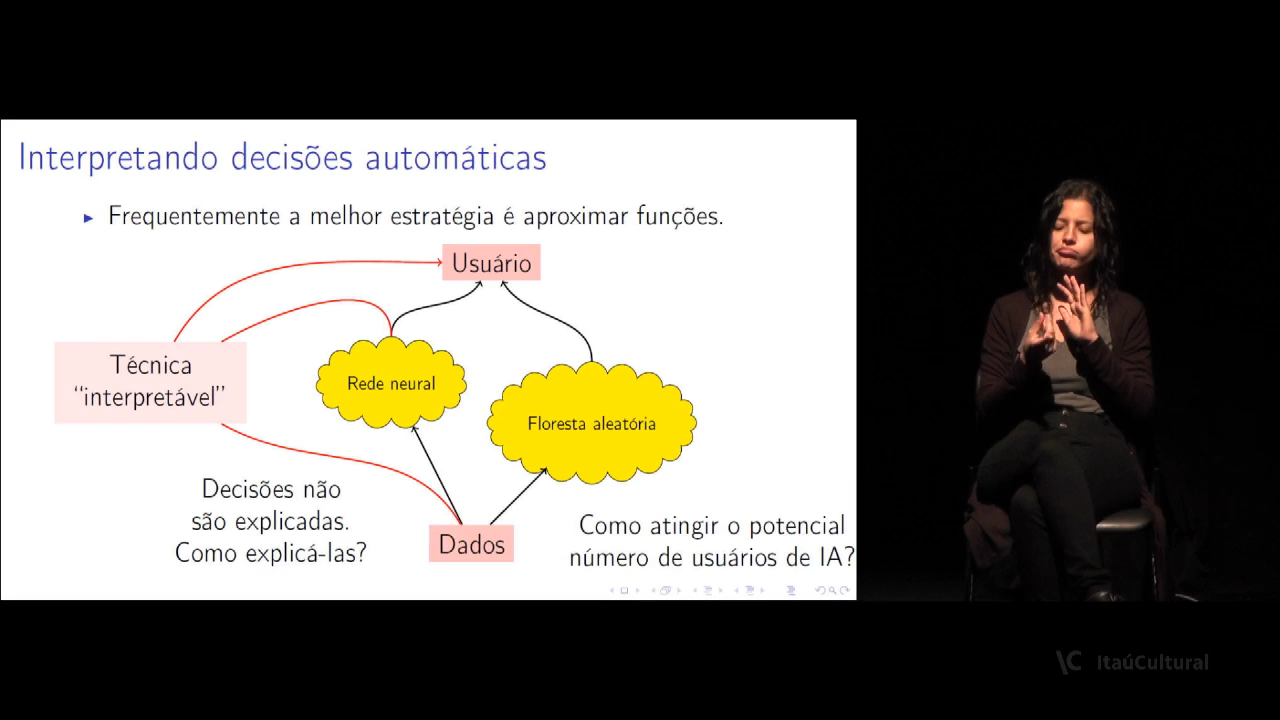 Interpretando decisões automáticas
Frequentemente a melhor estratégia é aproximar funções.
Usuário
Técnica
“interpretável”
Rede neural
Floresta aleatória
Decisões não
são explicadas.
Como explicá-las?
Dados
Como atingir o potencial
número de usuários de IA?
\C ItaúCultural